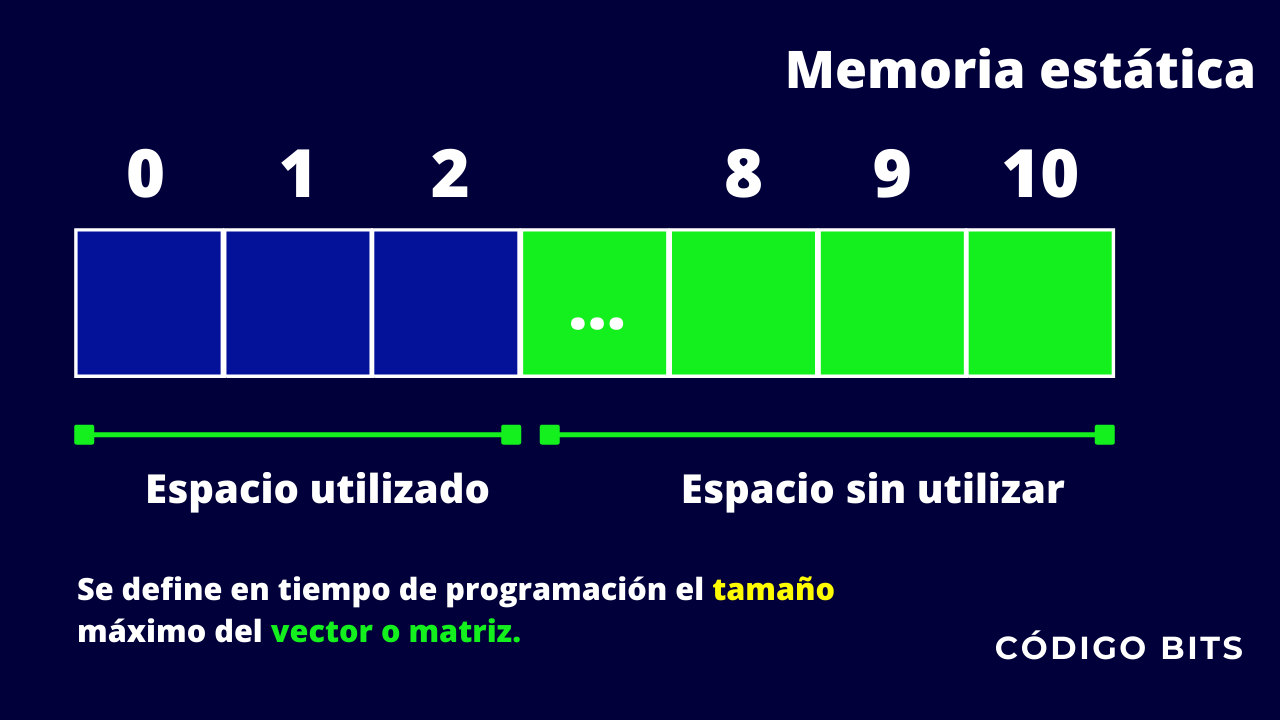 Memoria estática
0 1 2 8 9 10
...
Espacio utilizado Espacio sin utilizar
Se define en tiempo de programación el tamaño
máximo del vector o matriz.
CÓDIGO BITS